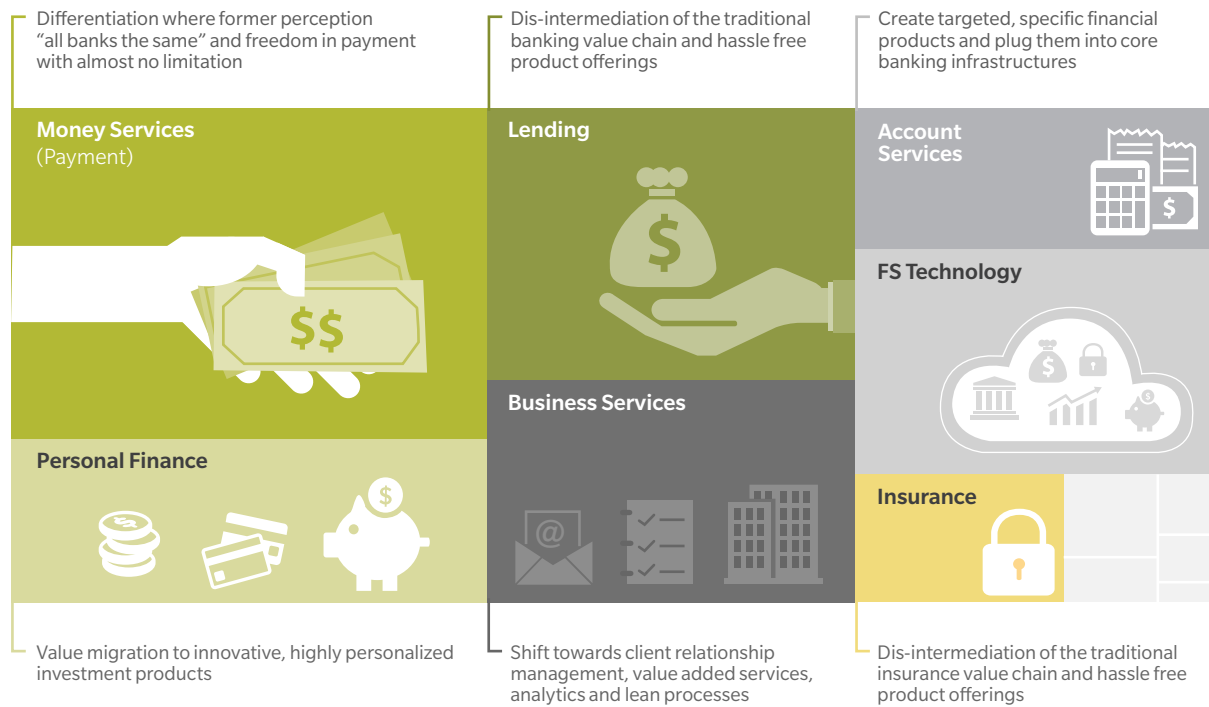 Differentiation where former perception
“all banks the same” and freedom in payment
with almost no limitation
Dis-intermediation of the traditional
banking value chain and hassle free
product offerings
Create targeted, specific financial
products and plug them into core
banking infrastructures
Money Services
(Payment)
$$
Lending
$
Account
Services
$
FS Technology
$
$
Business Services
@
Personal Finance
$
Insurance
Value migration to innovative, highly personalized
investment products
Shift towards client relationship
management, value added services,
analytics and lean processes
Dis-intermediation of the traditional
insurance value chain and hassle free
product offerings